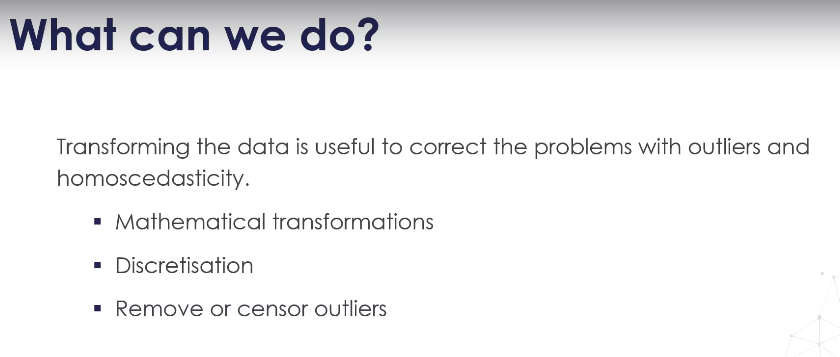 What can we do?
Transforming the data is useful to correct the problems with outliers and
homoscedasticity.
▪ Mathematical transformations
▪ Discretisation
▪ Remove or censor outliers